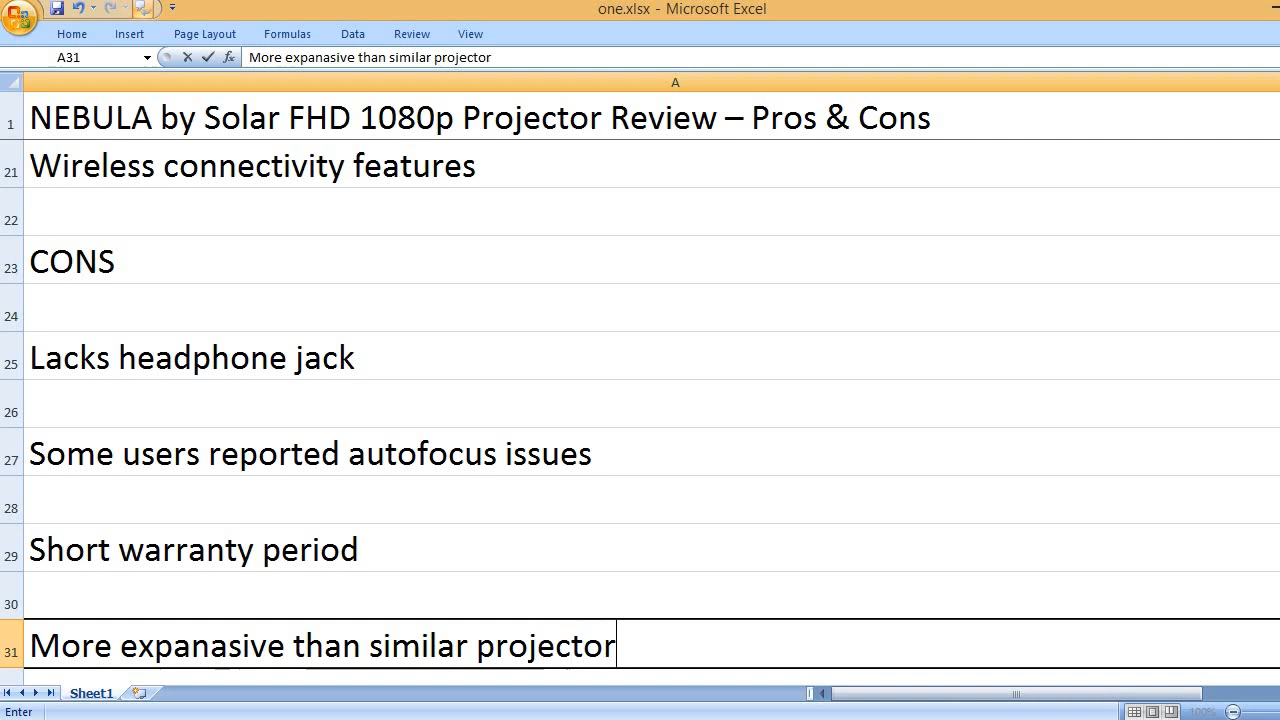 one.xlsx - Microsoft Excel
Home Insert Page Layout Formulas Data Review View
A31 fx More expanasive than similar projector
A
1 NEBULA by Solar FHD 1080p Projector Review – Pros & Cons
21 Wireless connectivity features
22
23 CONS
24
25 Lacks headphone jack
26
27 Some users reported autofocus issues
28
29 Short warranty period
30
31 More expanasive than similar projector
Sheet1
Enter 100%